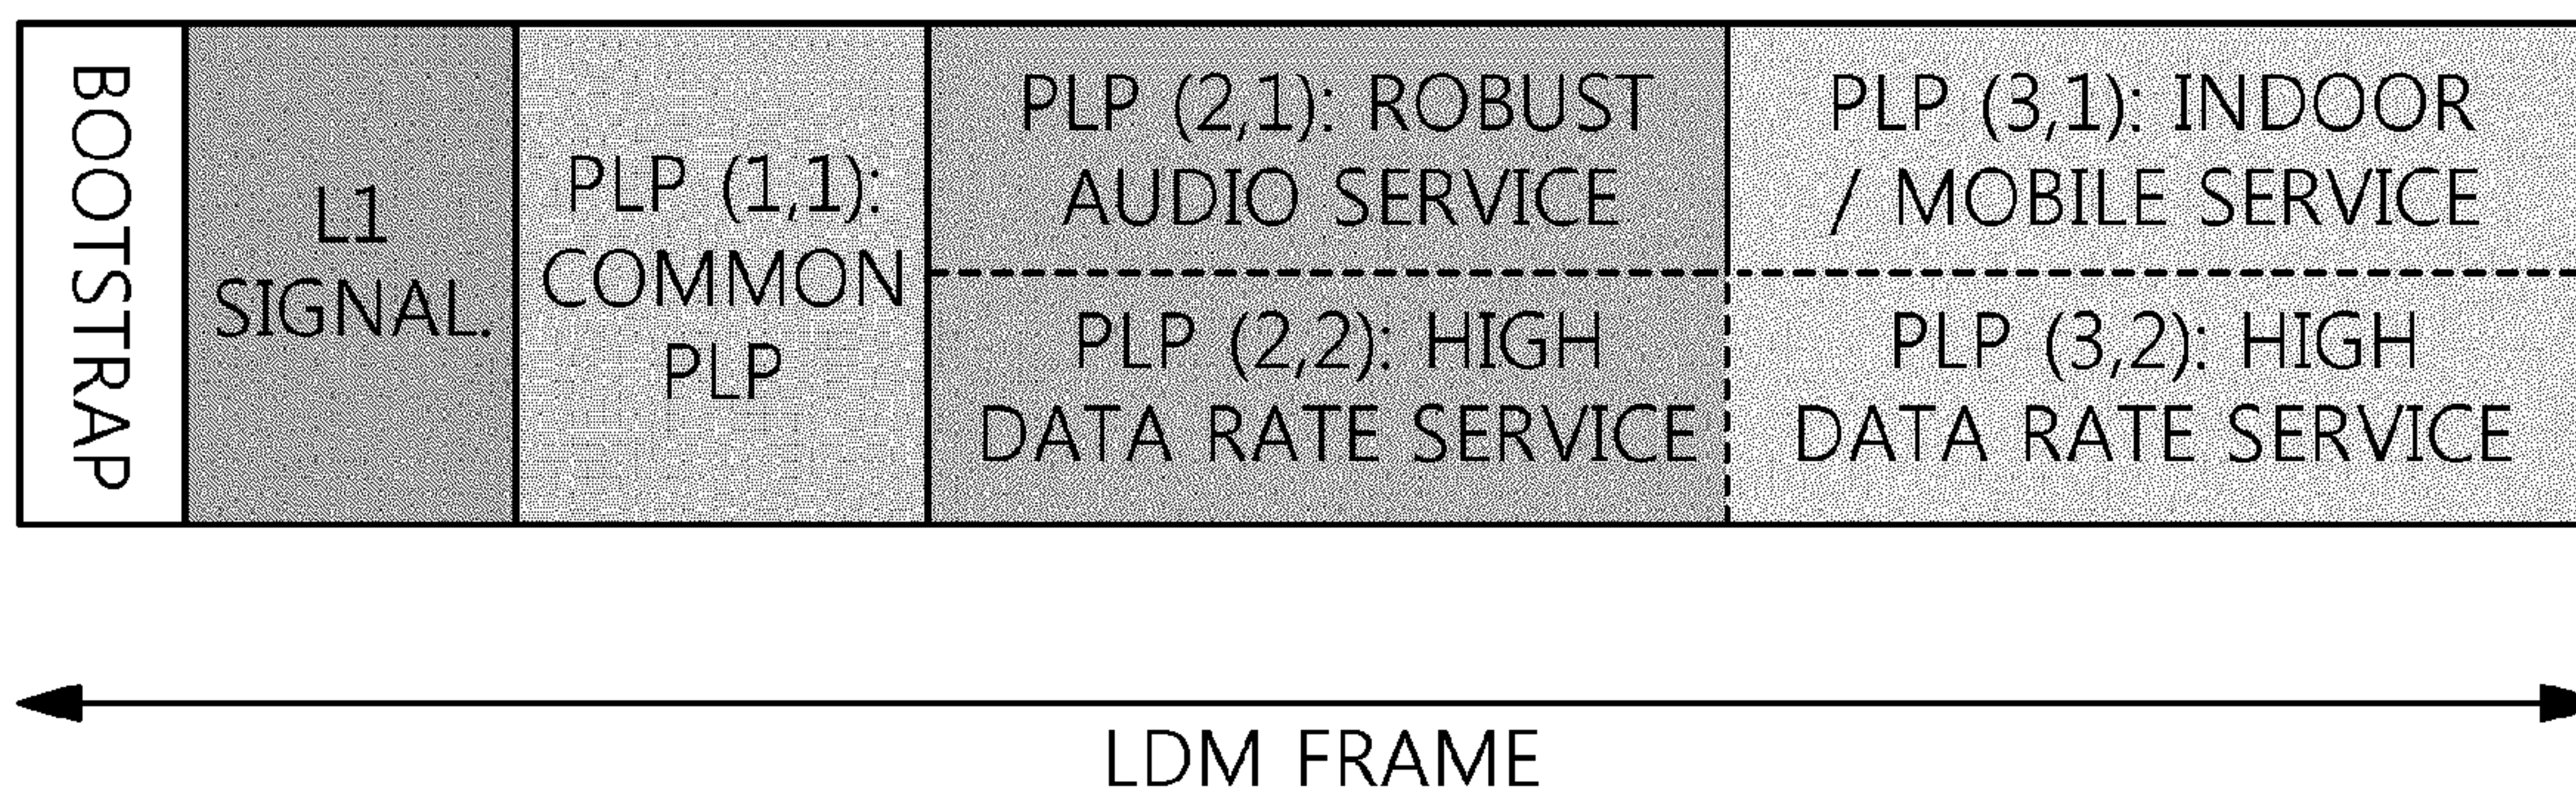 BOOTSTRAP
L1
SIGNAL.
PLP (1,1):
COMMON
PLP
PLP (2,1): ROBUST
AUDIO SERVICE
PLP (2,2): HIGH
DATA RATE SERVICE
PLP (3,1): INDOOR
/ MOBILE SERVICE
PLP (3,2): HIGH
DATA RATE SERVICE
LDM FRAME